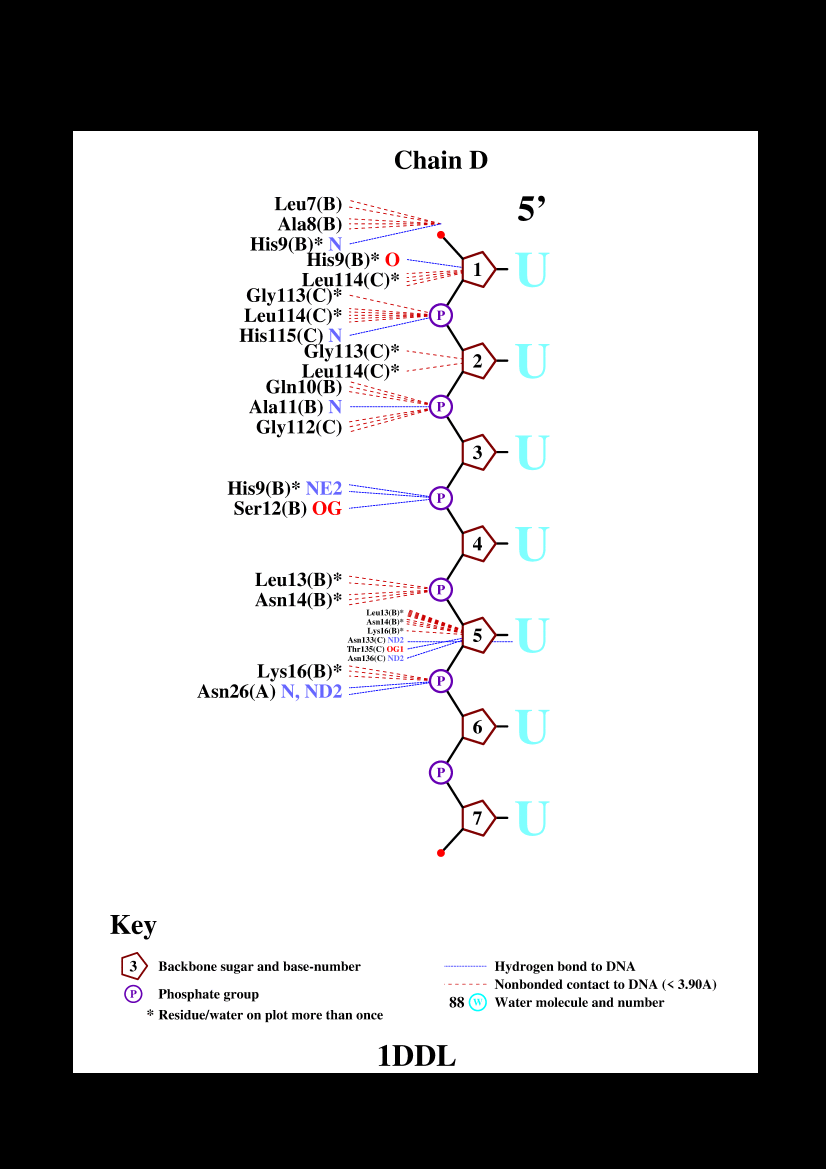 Chain D
5’
Leu7(B)
Ala8(B)
His9(B)* N
His9(B)* O
1 U
Leu114(C)*
Gly113(C)*
Leu114(C)* P
His115(C) N
Gly113(C)*
2 U
Leu114(C)*
Gln10(B)
Ala11(B) N P
Gly112(C)
3 U
His9(B)* NE2
P
Ser12(B) OG
4 U
Leu13(B)*
P
Asn14(B)*
Leu13(B)*
Asn14(B)*
Lys16(B)*
5 U
Asn133(C) ND2
Thr135(C) OG1
Asn136(C) ND2
Lys16(B)*
P
Asn26(A) N, ND2
6 U
P
7 U
Key
3 Backbone sugar and base-number
P Phosphate group
* Residue/water on plot more than once
Hydrogen bond to DNA
Nonbonded contact to DNA (< 3.90A)
88 W Water molecule and number
1DDL